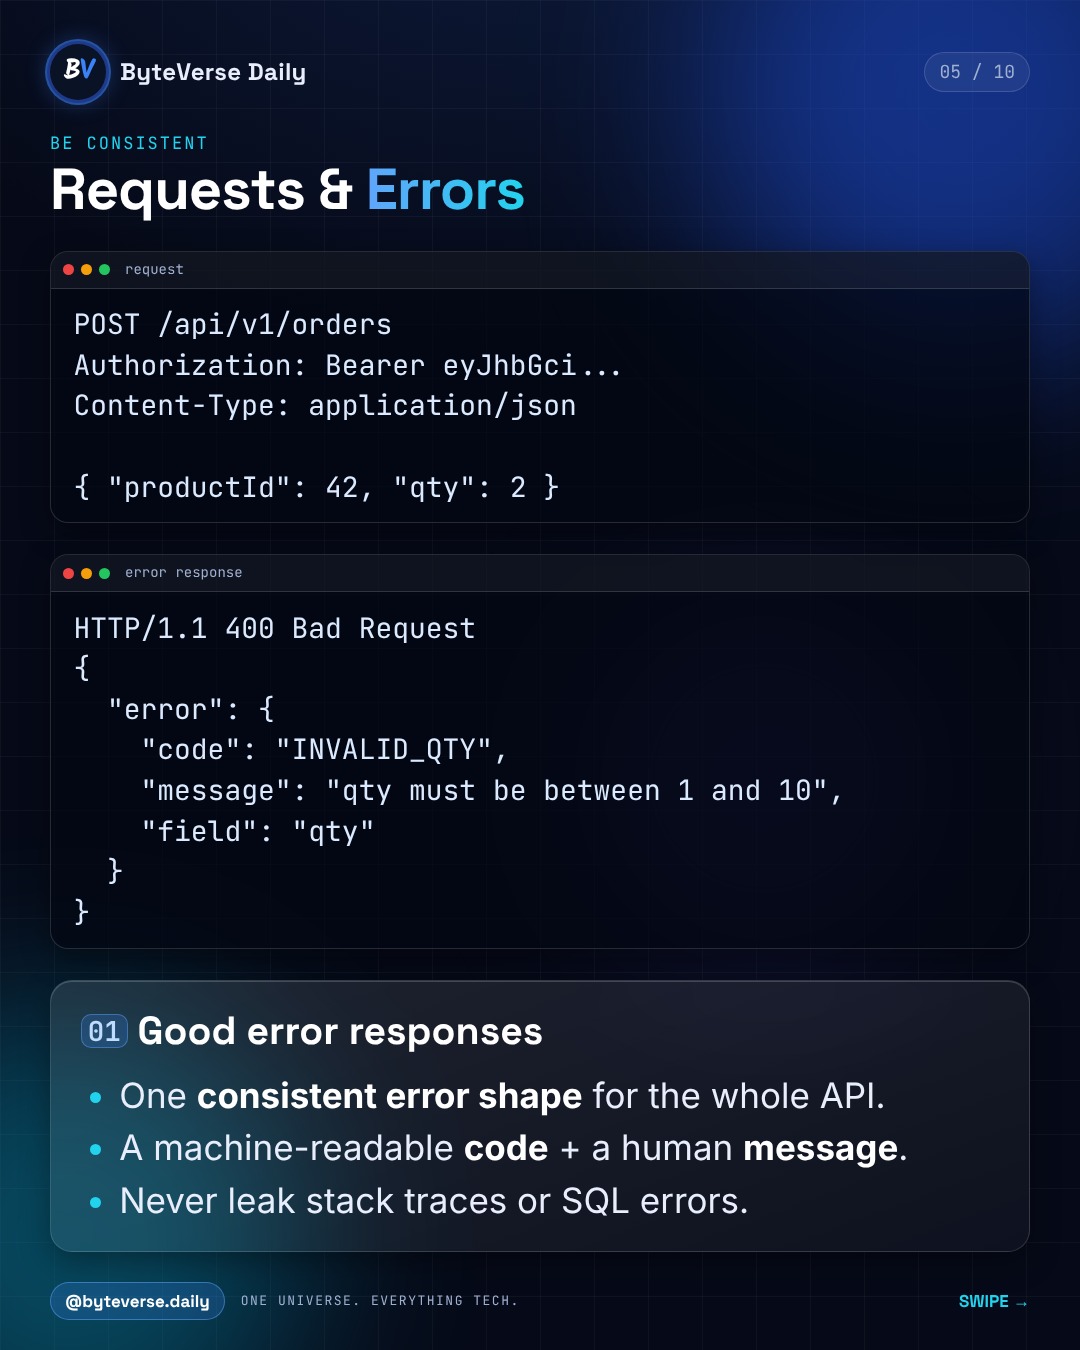 BV ByteVerse Daily
05 / 10
BE CONSISTENT
Requests & Errors
request
POST /api/v1/orders
Authorization: Bearer eyJhbGci...
Content-Type: application/json
{ "productId": 42, "qty": 2 }
error response
HTTP/1.1 400 Bad Request
{
  "error": {
    "code": "INVALID_QTY",
    "message": "qty must be between 1 and 10",
    "field": "qty"
  }
}
01 Good error responses
• One consistent error shape for the whole API.
• A machine-readable code + a human message.
• Never leak stack traces or SQL errors.
@byteverse.daily ONE UNIVERSE. EVERYTHING TECH.
SWIPE →